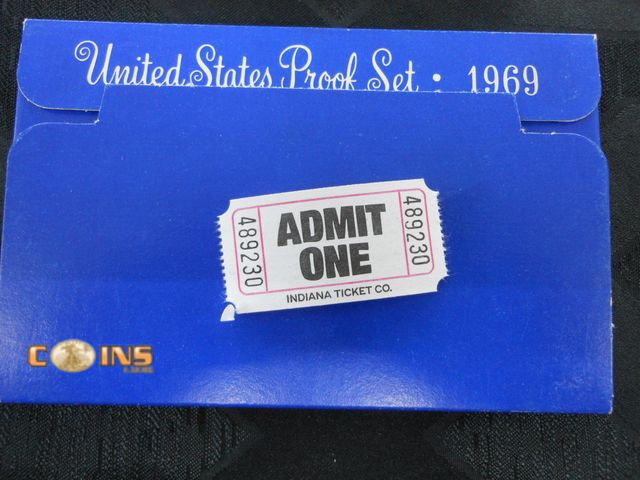 United States Proof Set · 1969
489230
ADMIT
ONE
489230
INDIANA TICKET CO.
COINS